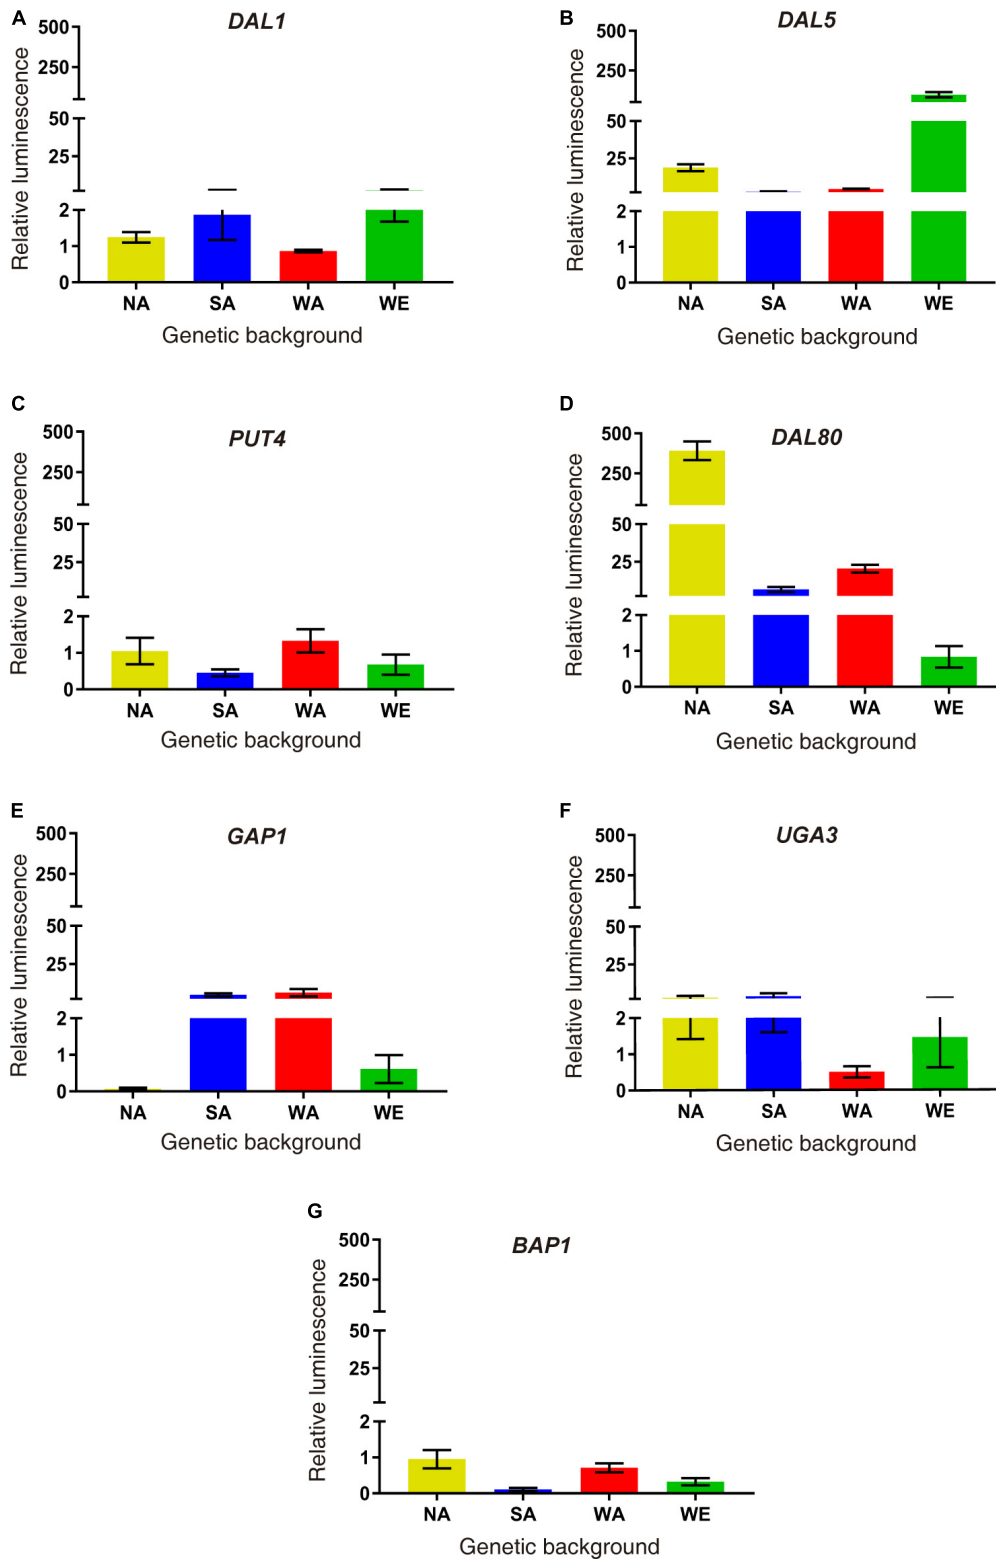 A
DAL1
Relative luminescence
500
250
50
25
2
1
0
NA SA WA WE
Genetic background
B
DAL5
Relative luminescence
500
250
50
25
2
1
0
NA SA WA WE
Genetic background
C
PUT4
Relative luminescence
500
250
50
25
2
1
0
NA SA WA WE
Genetic background
D
DAL80
Relative luminescence
500
250
50
25
2
1
0
NA SA WA WE
Genetic background
E
GAP1
Relative luminescence
500
250
50
25
2
1
0
NA SA WA WE
Genetic background
F
UGA3
Relative luminescence
500
250
50
25
2
1
0
NA SA WA WE
Genetic background
G
BAP1
Relative luminescence
500
250
50
25
2
1
0
NA SA WA WE
Genetic background